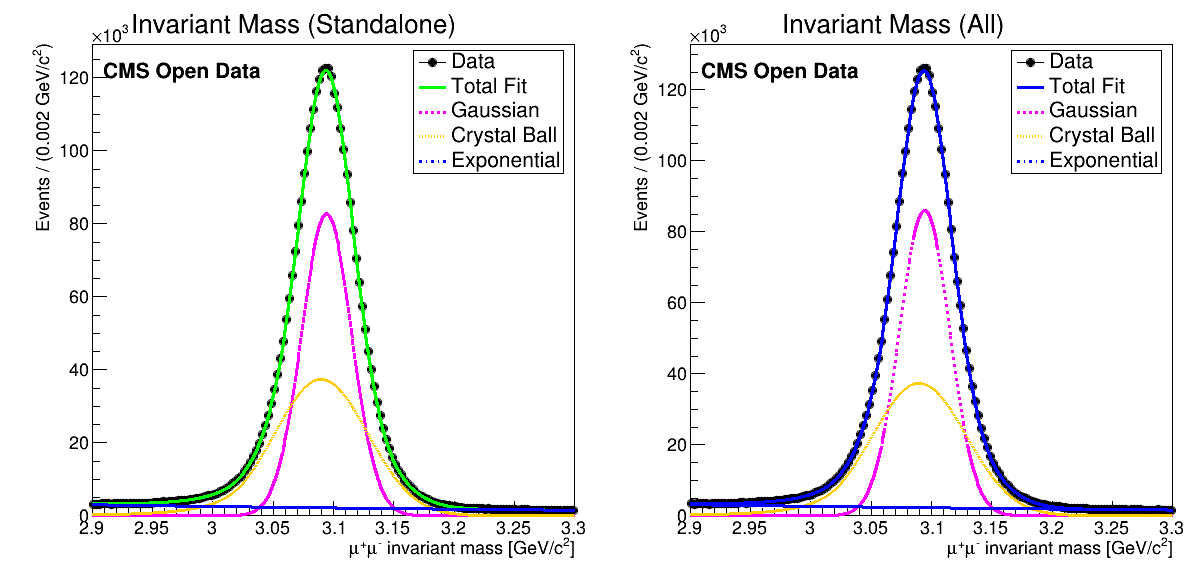 Invariant Mass (Standalone)
×10³
Events / (0.002 GeV/c²)
CMS Open Data
Data
Total Fit
Gaussian
Crystal Ball
Exponential
120
100
80
60
40
20
0
2.9 2.95 3 3.05 3.1 3.15 3.2 3.25 3.3
μ⁺μ⁻ invariant mass [GeV/c²]
Invariant Mass (All)
×10³
Events / (0.002 GeV/c²)
CMS Open Data
Data
Total Fit
Gaussian
Crystal Ball
Exponential
120
100
80
60
40
20
0
2.9 2.95 3 3.05 3.1 3.15 3.2 3.25 3.3
μ⁺μ⁻ invariant mass [GeV/c²]